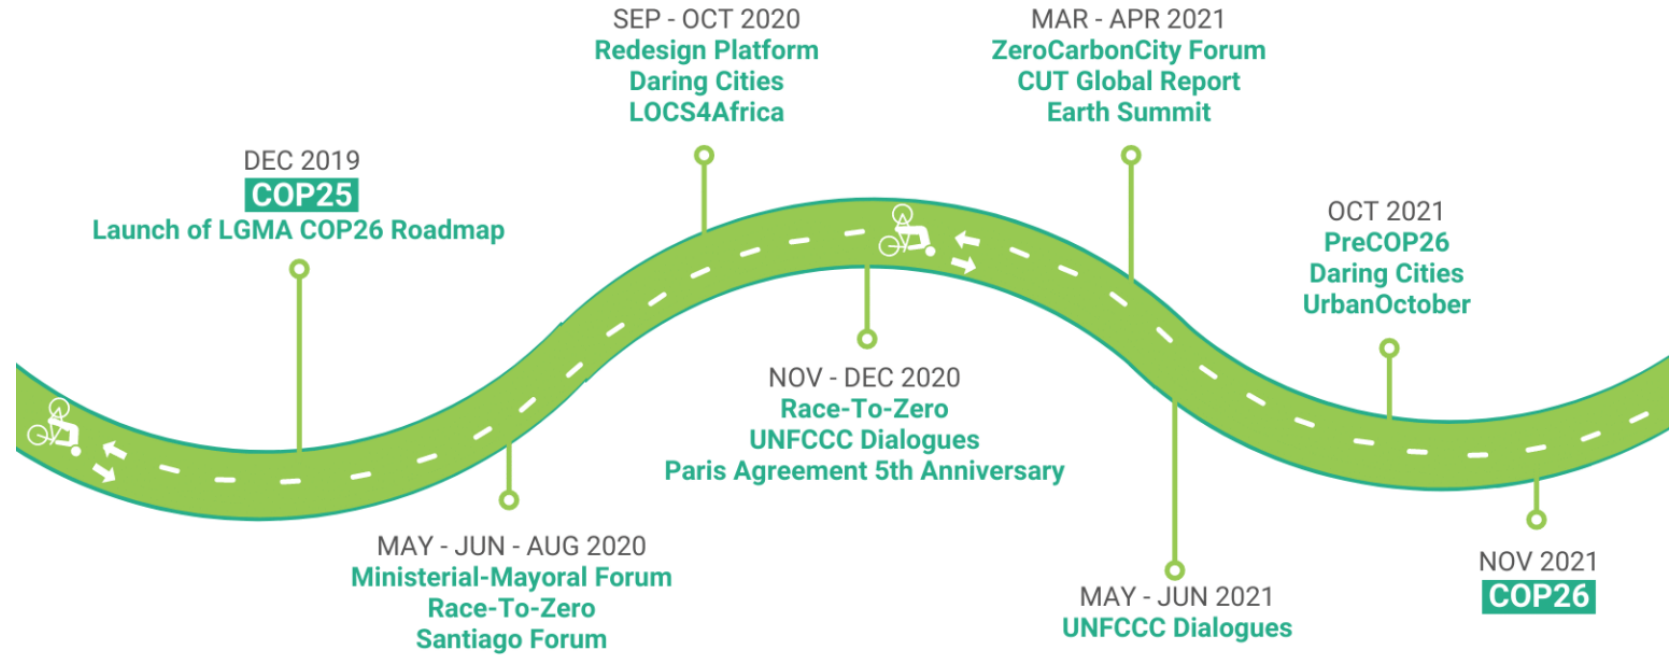 DEC 2019
COP25
Launch of LGMA COP26 Roadmap
MAY - JUN - AUG 2020
Ministerial-Mayoral Forum
Race-To-Zero
Santiago Forum
SEP - OCT 2020
Redesign Platform
Daring Cities
LOCS4Africa
NOV - DEC 2020
Race-To-Zero
UNFCCC Dialogues
Paris Agreement 5th Anniversary
MAR - APR 2021
ZeroCarbonCity Forum
CUT Global Report
Earth Summit
MAY - JUN 2021
UNFCCC Dialogues
OCT 2021
PreCOP26
Daring Cities
UrbanOctober
NOV 2021
COP26